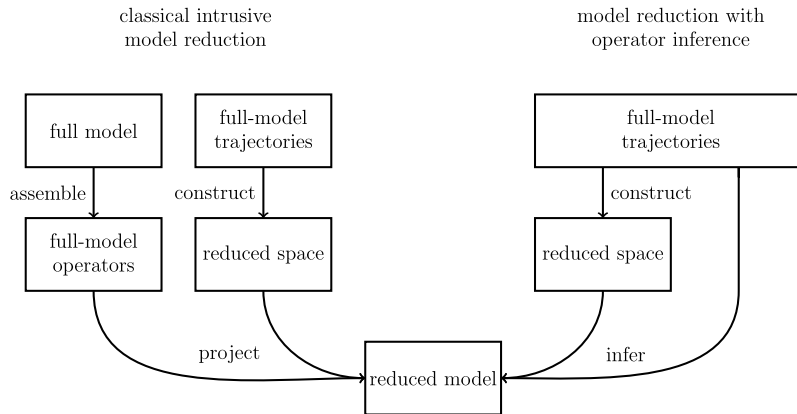 classical intrusive
model reduction
model reduction with
operator inference
full model
full-model
trajectories
full-model
trajectories
assemble
construct
construct
full-model
operators
reduced space
reduced space
project
infer
reduced model